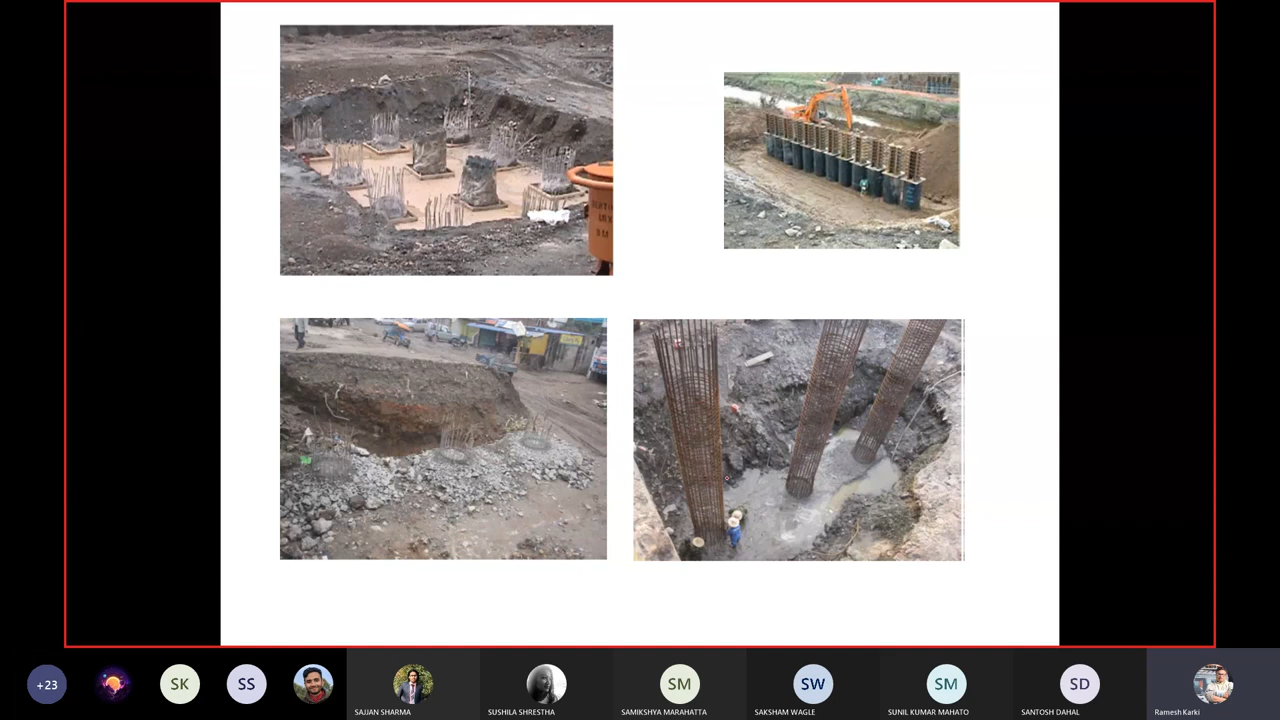 +23
SK
SS
SAJJAN SHARMA
SUSHILA SHRESTHA
SM
SAMIKSHYA MARAHATTA
SW
SAKSHAM WAGLE
SM
SUNIL KUMAR MAHATO
SD
SANTOSH DAHAL
Ramesh Karki